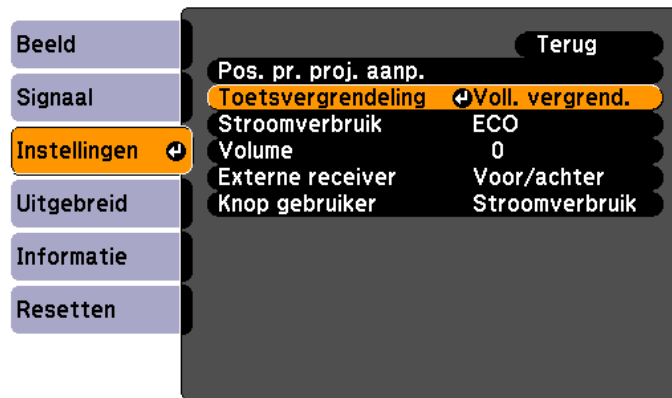 Beeld
Signaal
Instellingen
Uitgebreid
Informatie
Resetten
Terug
Pos. pr. proj. aanp.
Toetsvergrendeling Voll. vergrend.
Stroomverbruik ECO
Volume 0
Externe receiver Voor/achter
Knop gebruiker Stroomverbruik